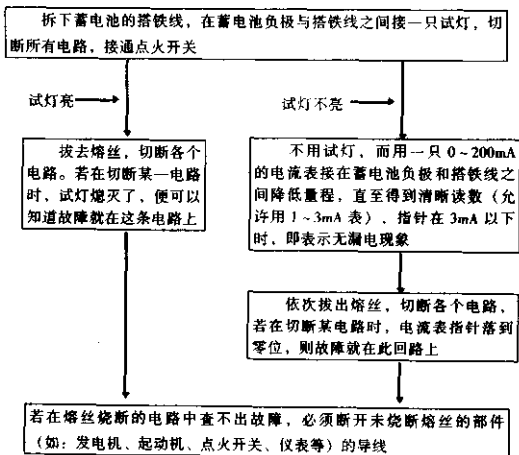 拆下蓄电池的搭铁线，在蓄电池负极与搭铁线之间接一只试灯，切
断所有电路，接通点火开关
试灯亮
试灯不亮
拔去熔丝，切断各个
电路。若在切断某一电路
时，试灯熄灭了，便可以
知道故障就在这条电路上
不用试灯，而用一只 0~200mA
的电流表接在蓄电池负极和搭铁线之
间降低量程，直至得到清晰读数（允
许用 1~3mA 表）、指针在 3mA 以下
时，即表示无漏电现象
依次拔出熔丝，切断各个电路，
若在切断某电路时，电流表指针落到
零位，则故障就在此回路上
若在熔丝烧断的电路中查不出故障，必须断开未烧断熔丝的部件
（如：发电机、起动机、点火开关、仪表等）的导线